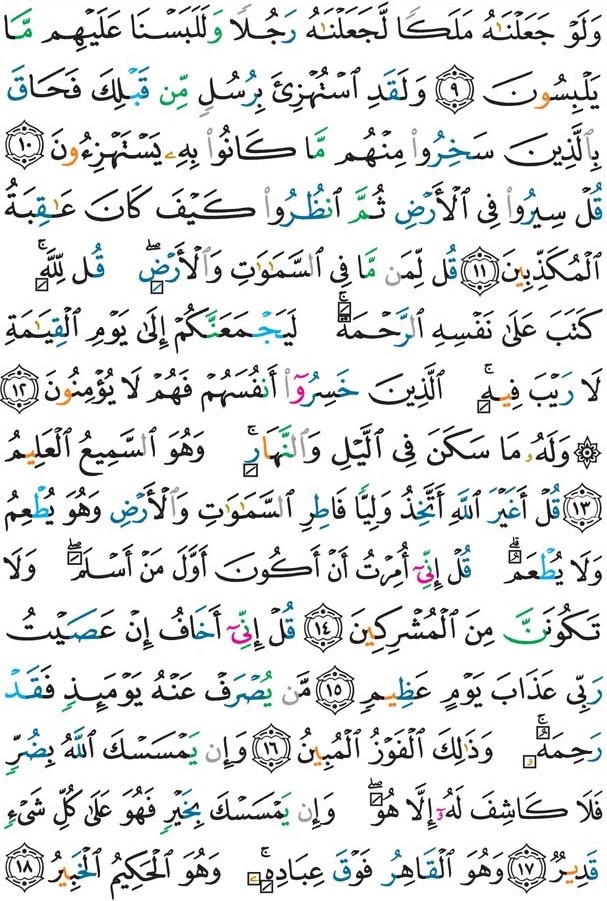 وَلَوْ جَعَلْنَٰهُ مَلَكًا لَّجَعَلْنَٰهُ رَجُلًا وَلَلَبَسْنَا عَلَيْهِم مَّا
يَلْبِسُونَ ﴿٩﴾ وَلَقَدِ ٱسْتُهْزِئَ بِرُسُلٍ مِّن قَبْلِكَ فَحَاقَ
بِٱلَّذِينَ سَخِرُوا۟ مِنْهُم مَّا كَانُوا۟ بِهِۦ يَسْتَهْزِءُونَ ﴿١٠﴾
قُلْ سِيرُوا۟ فِى ٱلْأَرْضِ ثُمَّ ٱنظُرُوا۟ كَيْفَ كَانَ عَٰقِبَةُ
ٱلْمُكَذِّبِينَ ﴿١١﴾ قُل لِّمَن مَّا فِى ٱلسَّمَٰوَٰتِ وَٱلْأَرْضِ ۖ قُل لِّلَّهِ ۚ
كَتَبَ عَلَىٰ نَفْسِهِ ٱلرَّحْمَةَ ۚ لَيَجْمَعَنَّكُمْ إِلَىٰ يَوْمِ ٱلْقِيَٰمَةِ
لَا رَيْبَ فِيهِ ۚ ٱلَّذِينَ خَسِرُوٓا۟ أَنفُسَهُمْ فَهُمْ لَا يُؤْمِنُونَ ﴿١٢﴾
۞ وَلَهُۥ مَا سَكَنَ فِى ٱلَّيْلِ وَٱلنَّهَارِ ۚ وَهُوَ ٱلسَّمِيعُ ٱلْعَلِيمُ
﴿١٣﴾ قُلْ أَغَيْرَ ٱللَّهِ أَتَّخِذُ وَلِيًّا فَاطِرِ ٱلسَّمَٰوَٰتِ وَٱلْأَرْضِ وَهُوَ يُطْعِمُ
وَلَا يُطْعَمُ ۗ قُلْ إِنِّىٓ أُمِرْتُ أَنْ أَكُونَ أَوَّلَ مَنْ أَسْلَمَ ۖ وَلَا
تَكُونَنَّ مِنَ ٱلْمُشْرِكِينَ ﴿١٤﴾ قُلْ إِنِّىٓ أَخَافُ إِنْ عَصَيْتُ
رَبِّى عَذَابَ يَوْمٍ عَظِيمٍ ﴿١٥﴾ مَّن يُصْرَفْ عَنْهُ يَوْمَئِذٍ فَقَدْ
رَحِمَهُۥ ۚ وَذَٰلِكَ ٱلْفَوْزُ ٱلْمُبِينُ ﴿١٦﴾ وَإِن يَمْسَسْكَ ٱللَّهُ بِضُرٍّ
فَلَا كَاشِفَ لَهُۥٓ إِلَّا هُوَ ۖ وَإِن يَمْسَسْكَ بِخَيْرٍ فَهُوَ عَلَىٰ كُلِّ شَىْءٍ
قَدِيرٌ ﴿١٧﴾ وَهُوَ ٱلْقَاهِرُ فَوْقَ عِبَادِهِۦ ۚ وَهُوَ ٱلْحَكِيمُ ٱلْخَبِيرُ ﴿١٨﴾